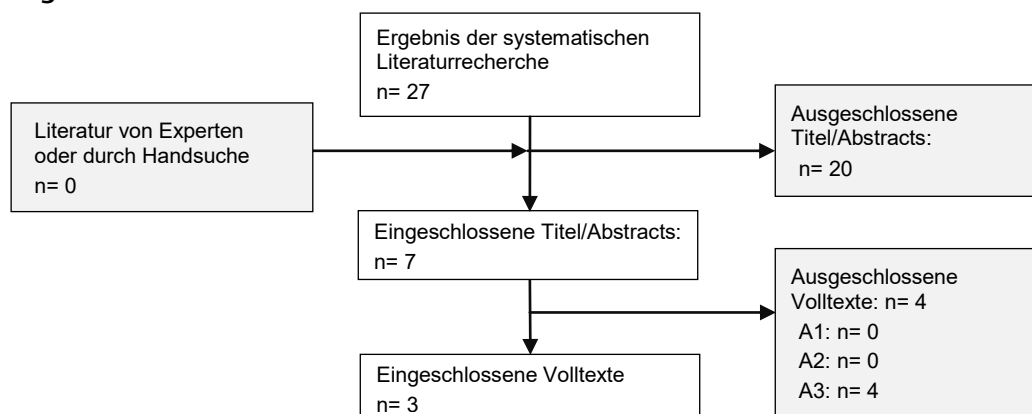 Ergebnis der systematischen
Literaturrecherche
n= 27
Literatur von Experten
oder durch Handsuche
n= 0
Ausgeschlossene
Titel/Abstracts:
n= 20
Eingeschlossene Titel/Abstracts:
n= 7
Ausgeschlossene
Volltexte: n= 4
A1: n= 0
A2: n= 0
A3: n= 4
Eingeschlossene Volltexte
n= 3